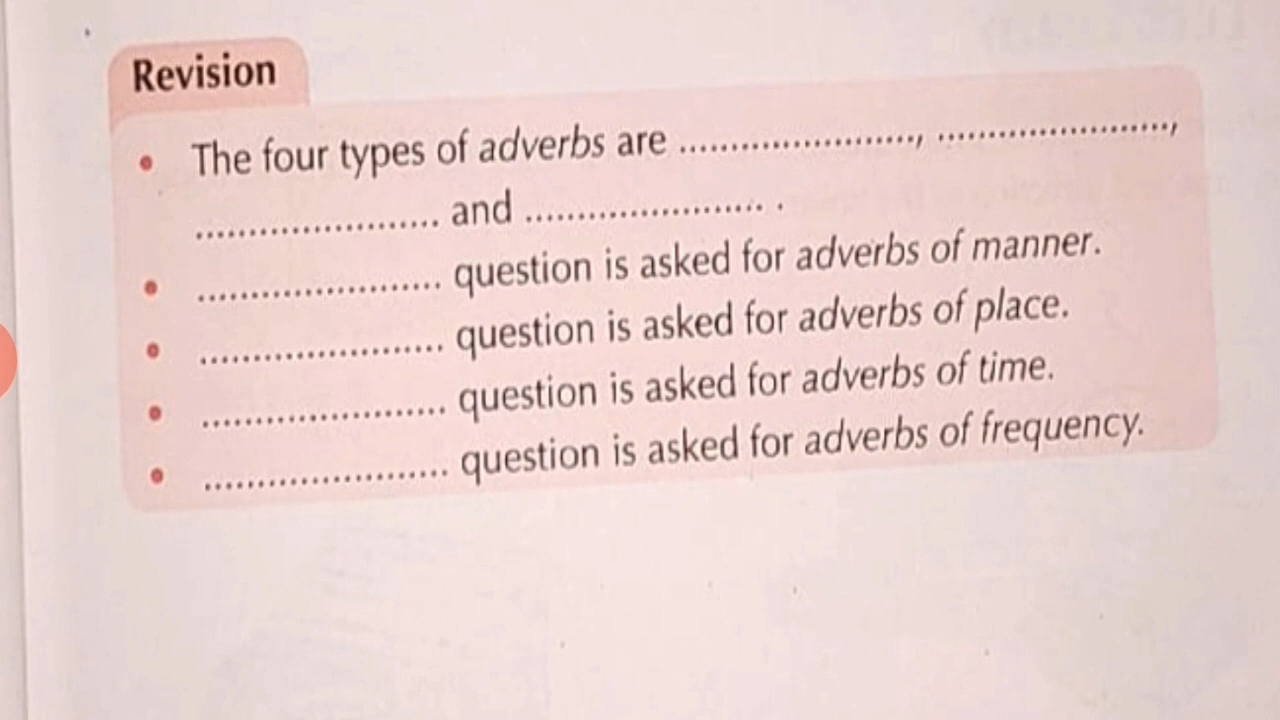 Revision
• The four types of adverbs are ......................., .......................,
....................... and ....................... .
• ....................... question is asked for adverbs of manner.
• ....................... question is asked for adverbs of place.
• ....................... question is asked for adverbs of time.
• ....................... question is asked for adverbs of frequency.